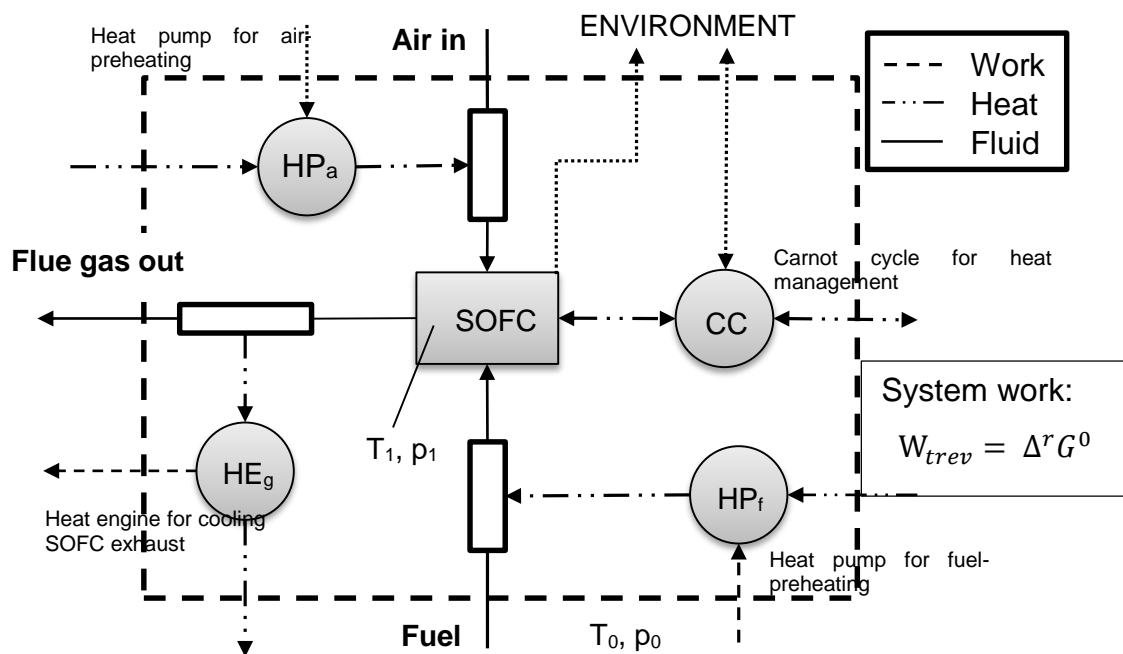 Heat pump for air-
preheating
Air in
ENVIRONMENT
Work
Heat
Fluid
HPa
Flue gas out
Carnot cycle for heat
management
SOFC
CC
System work:
W_trev = Δ^r G^0
T1, p1
HEg
HPf
Heat engine for cooling
SOFC exhaust
Heat pump for fuel-
preheating
Fuel
T0, p0